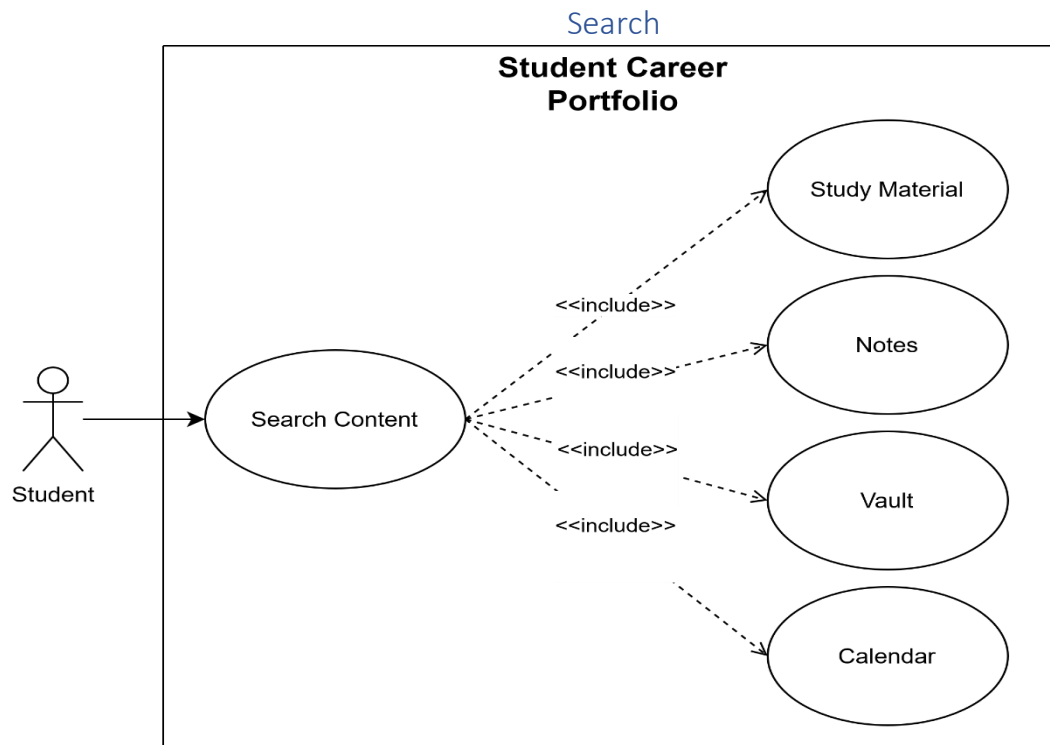 Search
Student Career
Portfolio
Study Material
<<include>>
Notes
<<include>>
Search Content
Student
<<include>>
Vault
<<include>>
Calendar